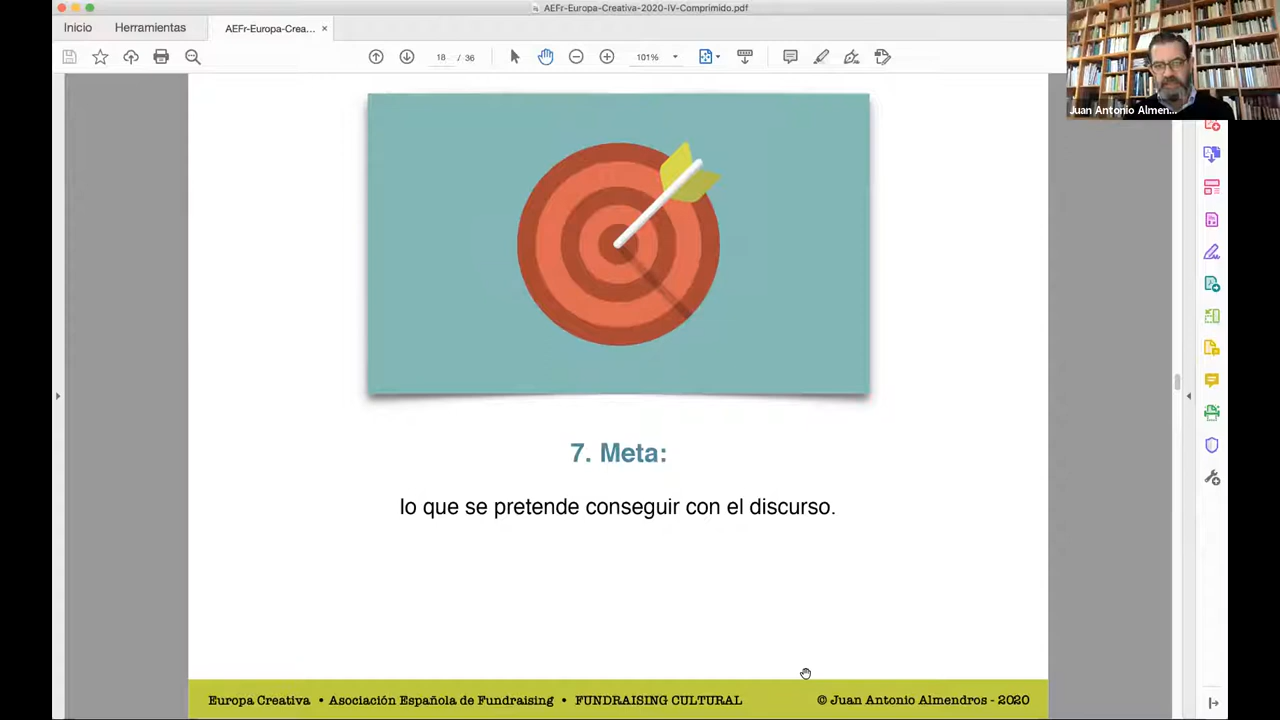 AEFr-Europa-Creativa-2020-IV-Comprimido.pdf
Inicio
Herramientas
AEFr-Europa-Crea... ×
18 / 36
101%
Juan Antonio Almen...
7. Meta:
lo que se pretende conseguir con el discurso.
Europa Creativa • Asociación Española de Fundraising • FUNDRAISING CULTURAL
© Juan Antonio Almendros - 2020